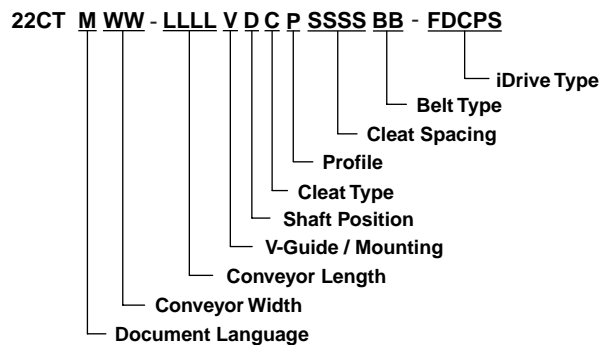 22CT M WW - LLLL V D C P SSSS BB - FDCPS
iDrive Type
Belt Type
Cleat Spacing
Profile
Cleat Type
Shaft Position
V-Guide / Mounting
Conveyor Length
Conveyor Width
Document Language